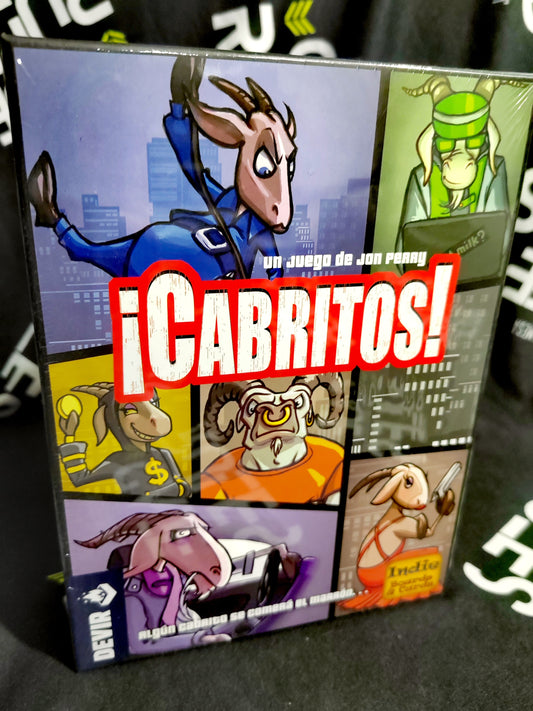 Un juego de Jon Perry
¡CABRITOS!
milk?
$
Indie
Boards
& Cards
DEVIR
Algún cabrito se comerá el marrón...